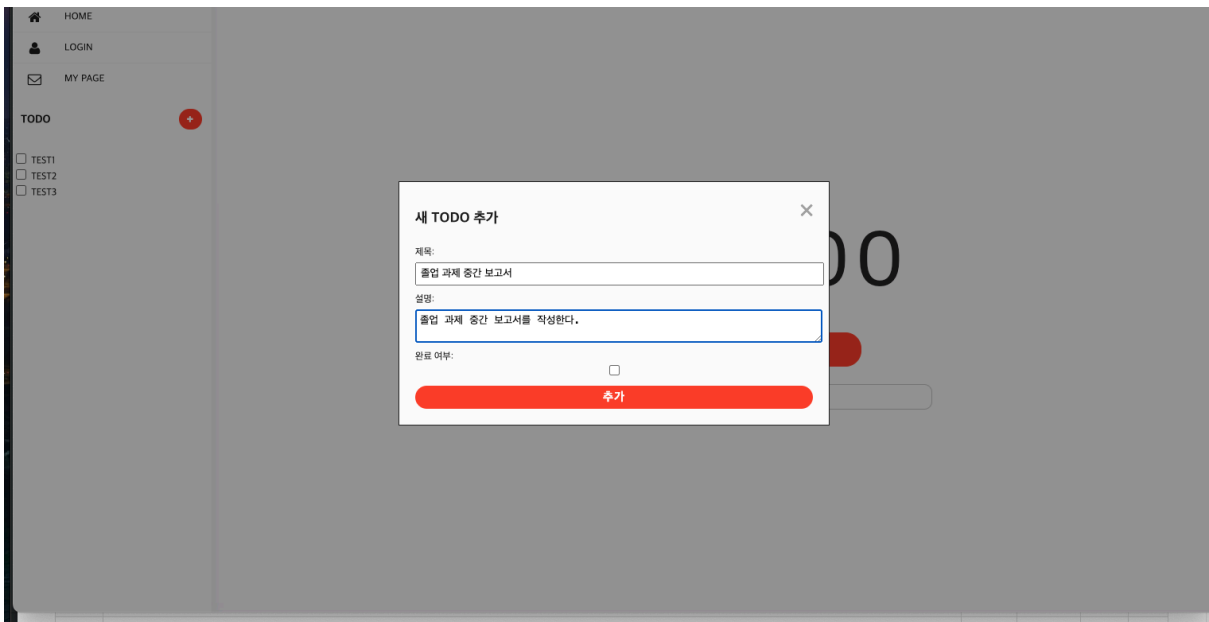 HOME
LOGIN
MY PAGE
TODO +
TEST1
TEST2
TEST3
새 TODO 추가 ×
제목:
졸업 과제 중간 보고서
설명:
졸업 과제 중간 보고서를 작성한다.
완료 여부:
추가
00